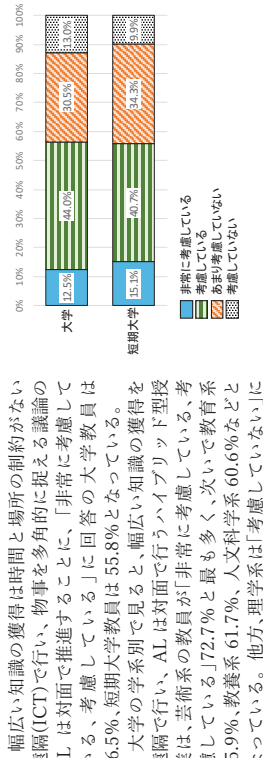 幅広い知識の獲得は時間と場所の制約がない
隔(ICT)で行い、物事を多角的に捉える議論の
は対面で推進することに、「非常に考慮して
る、考慮している」に回答の大学教員は
6.5%、短期大学教員は 55.8%となっている。
大学の学系別で見ると、幅広い知識の獲得を
隔で行い、AL は対面で行うハイブリッド型授
は、芸術系の教員が「非常に考慮している、考
している」72.7%と最も多く、次いで教育系
5.9%、教養系 61.7%、人文科学系 60.6%などと
っている。他方、理学系は「考慮していない」に
0% 10% 20% 30% 40% 50% 60% 70% 80% 90% 100%
大学 12.5% 44.0% 30.5% 13.0%
短期大学 15.1% 40.7% 34.3% 9.9%
非常に考慮している
考慮している
あまり考慮していない
考慮していない